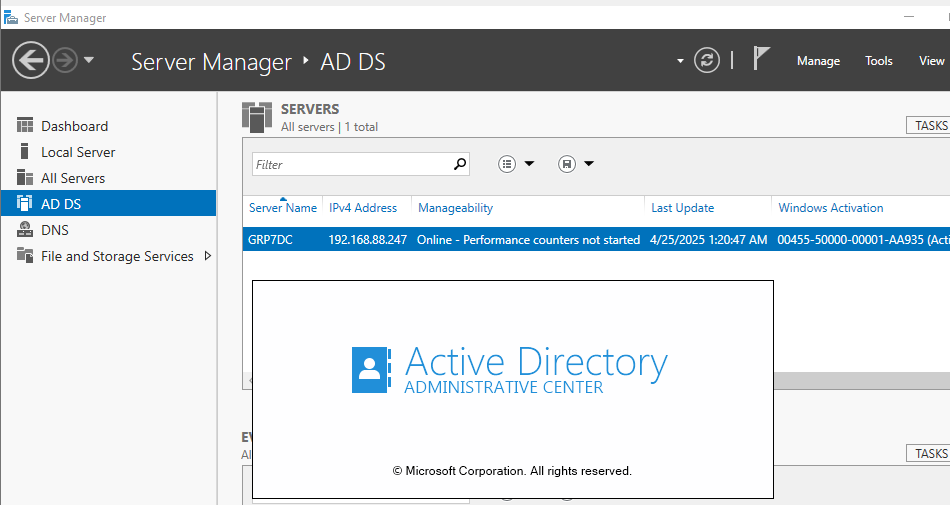 Server Manager
Server Manager ‣ AD DS
Manage Tools View
Dashboard
Local Server
All Servers
AD DS
DNS
File and Storage Services
SERVERS
All servers | 1 total
TASKS
Filter
Server Name IPv4 Address Manageability Last Update Windows Activation
GRP7DC 192.168.88.247 Online - Performance counters not started 4/25/2025 1:20:47 AM 00455-50000-00001-AA935 (Acti
Active Directory
ADMINISTRATIVE CENTER
EV
Al
TASKS
© Microsoft Corporation. All rights reserved.